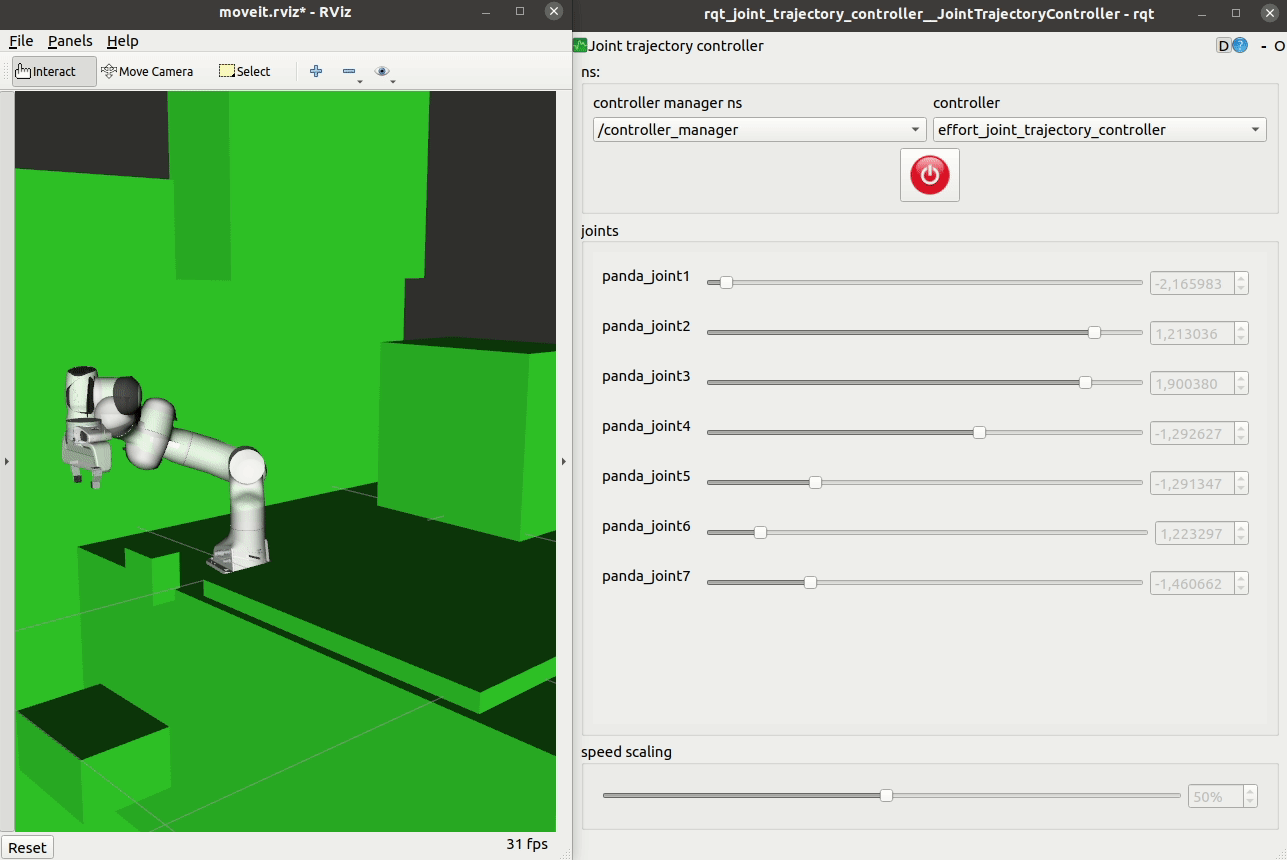 moveit.rviz* - RViz
File Panels Help
Interact Move Camera Select
Reset 31 fps
rqt_joint_trajectory_controller__JointTrajectoryController - rqt
Joint trajectory controller D ? - O
ns:
controller manager ns controller
/controller_manager effort_joint_trajectory_controller
joints
panda_joint1 -2,165983
panda_joint2 1,213036
panda_joint3 1,900380
panda_joint4 -1,292627
panda_joint5 -1,291347
panda_joint6 1,223297
panda_joint7 -1,460662
speed scaling
50%